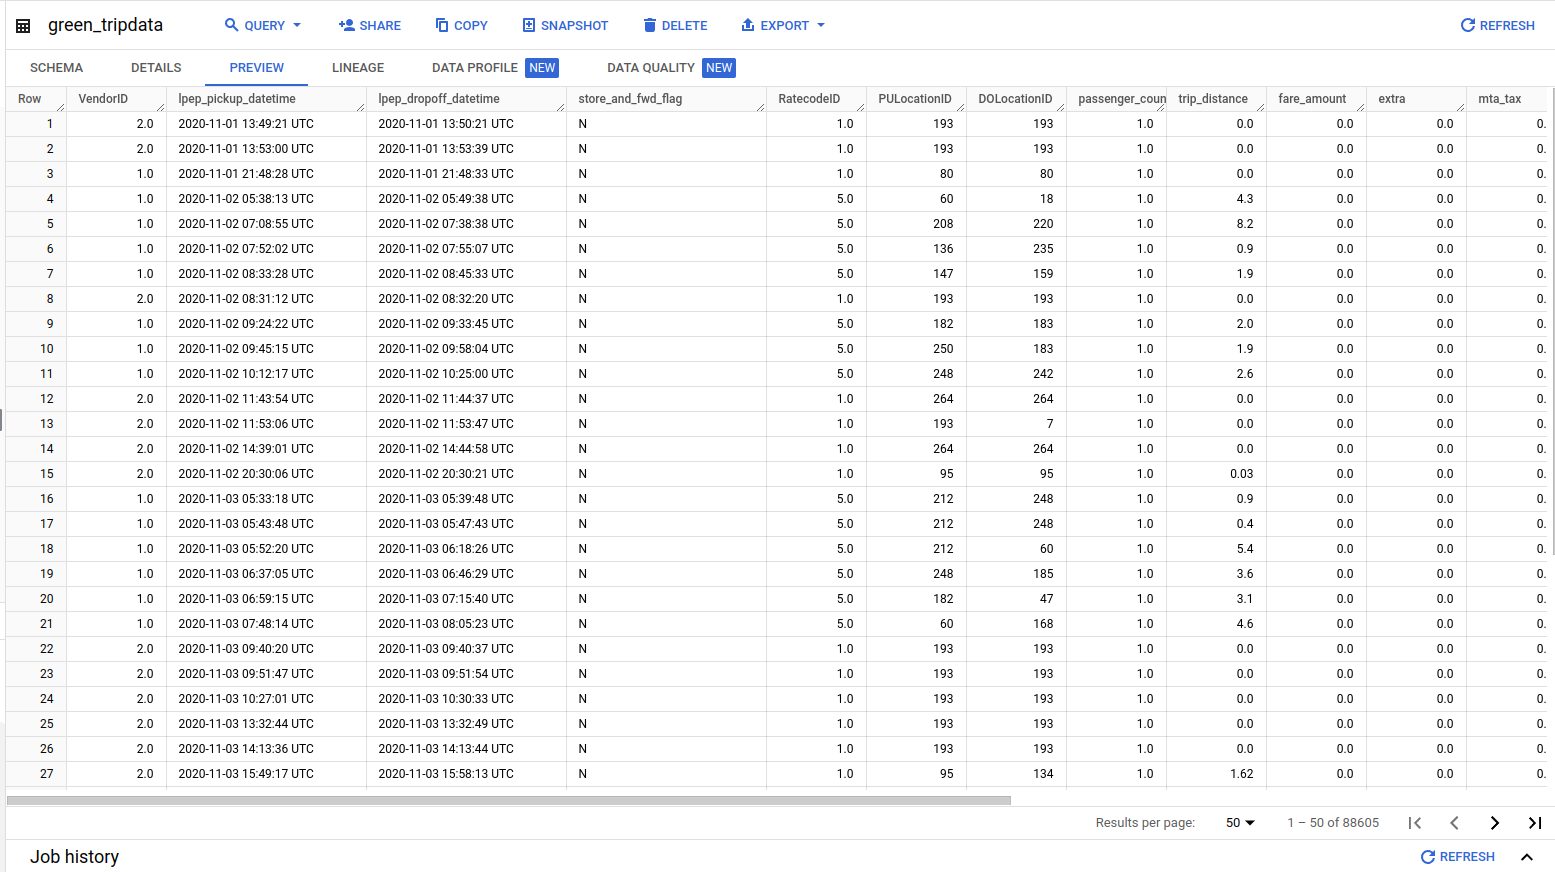 green_tripdata QUERY SHARE COPY SNAPSHOT DELETE EXPORT REFRESH
SCHEMA DETAILS PREVIEW LINEAGE DATA PROFILE NEW DATA QUALITY NEW
Row VendorID lpep_pickup_datetime lpep_dropoff_datetime store_and_fwd_flag RatecodeID PULocationID DOLocationID passenger_coun trip_distance fare_amount extra mta_tax
1 2.0 2020-11-01 13:49:21 UTC 2020-11-01 13:50:21 UTC N 1.0 193 193 1.0 0.0 0.0 0.0 0.
2 2.0 2020-11-01 13:53:00 UTC 2020-11-01 13:53:39 UTC N 1.0 193 193 1.0 0.0 0.0 0.0 0.
3 1.0 2020-11-01 21:48:28 UTC 2020-11-01 21:48:33 UTC N 1.0 80 80 1.0 0.0 0.0 0.0 0.
4 1.0 2020-11-02 05:38:13 UTC 2020-11-02 05:49:38 UTC N 5.0 60 18 1.0 4.3 0.0 0.0 0.
5 1.0 2020-11-02 07:08:55 UTC 2020-11-02 07:38:38 UTC N 5.0 208 220 1.0 8.2 0.0 0.0 0.
6 1.0 2020-11-02 07:52:02 UTC 2020-11-02 07:55:07 UTC N 5.0 136 235 1.0 0.9 0.0 0.0 0.
7 1.0 2020-11-02 08:33:28 UTC 2020-11-02 08:45:33 UTC N 5.0 147 159 1.0 1.9 0.0 0.0 0.
8 2.0 2020-11-02 08:31:12 UTC 2020-11-02 08:32:20 UTC N 1.0 193 193 1.0 0.0 0.0 0.0 0.
9 1.0 2020-11-02 09:24:22 UTC 2020-11-02 09:33:45 UTC N 5.0 182 183 1.0 2.0 0.0 0.0 0.
10 1.0 2020-11-02 09:45:15 UTC 2020-11-02 09:58:04 UTC N 5.0 250 183 1.0 1.9 0.0 0.0 0.
11 1.0 2020-11-02 10:12:17 UTC 2020-11-02 10:25:00 UTC N 5.0 248 242 1.0 2.6 0.0 0.0 0.
12 2.0 2020-11-02 11:43:54 UTC 2020-11-02 11:44:37 UTC N 1.0 264 264 1.0 0.0 0.0 0.0 0.
13 2.0 2020-11-02 11:53:06 UTC 2020-11-02 11:53:47 UTC N 1.0 193 7 1.0 0.0 0.0 0.0 0.
14 2.0 2020-11-02 14:39:01 UTC 2020-11-02 14:44:58 UTC N 1.0 264 264 1.0 0.0 0.0 0.0 0.
15 2.0 2020-11-02 20:30:06 UTC 2020-11-02 20:30:21 UTC N 1.0 95 95 1.0 0.03 0.0 0.0 0.
16 1.0 2020-11-03 05:33:18 UTC 2020-11-03 05:39:48 UTC N 5.0 212 248 1.0 0.9 0.0 0.0 0.
17 1.0 2020-11-03 05:43:48 UTC 2020-11-03 05:47:43 UTC N 5.0 212 248 1.0 0.4 0.0 0.0 0.
18 1.0 2020-11-03 05:52:20 UTC 2020-11-03 06:18:26 UTC N 5.0 212 60 1.0 5.4 0.0 0.0 0.
19 1.0 2020-11-03 06:37:05 UTC 2020-11-03 06:46:29 UTC N 5.0 248 185 1.0 3.6 0.0 0.0 0.
20 1.0 2020-11-03 06:59:15 UTC 2020-11-03 07:15:40 UTC N 5.0 182 47 1.0 3.1 0.0 0.0 0.
21 1.0 2020-11-03 07:48:14 UTC 2020-11-03 08:05:23 UTC N 5.0 60 168 1.0 4.6 0.0 0.0 0.
22 2.0 2020-11-03 09:40:20 UTC 2020-11-03 09:40:37 UTC N 1.0 193 193 1.0 0.0 0.0 0.0 0.
23 2.0 2020-11-03 09:51:47 UTC 2020-11-03 09:51:54 UTC N 1.0 193 193 1.0 0.0 0.0 0.0 0.
24 2.0 2020-11-03 10:27:01 UTC 2020-11-03 10:30:33 UTC N 1.0 193 193 1.0 0.0 0.0 0.0 0.
25 2.0 2020-11-03 13:32:44 UTC 2020-11-03 13:32:49 UTC N 1.0 193 193 1.0 0.0 0.0 0.0 0.
26 2.0 2020-11-03 14:13:36 UTC 2020-11-03 14:13:44 UTC N 1.0 193 193 1.0 0.0 0.0 0.0 0.
27 2.0 2020-11-03 15:49:17 UTC 2020-11-03 15:58:13 UTC N 1.0 95 134 1.0 1.62 0.0 0.0 0.
Results per page: 50 1 – 50 of 88605
Job history REFRESH